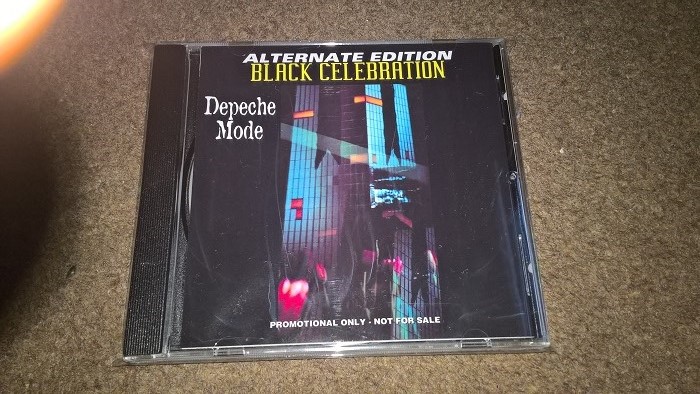 ALTERNATE EDITION
BLACK CELEBRATION
Depeche
Mode
PROMOTIONAL ONLY - NOT FOR SALE